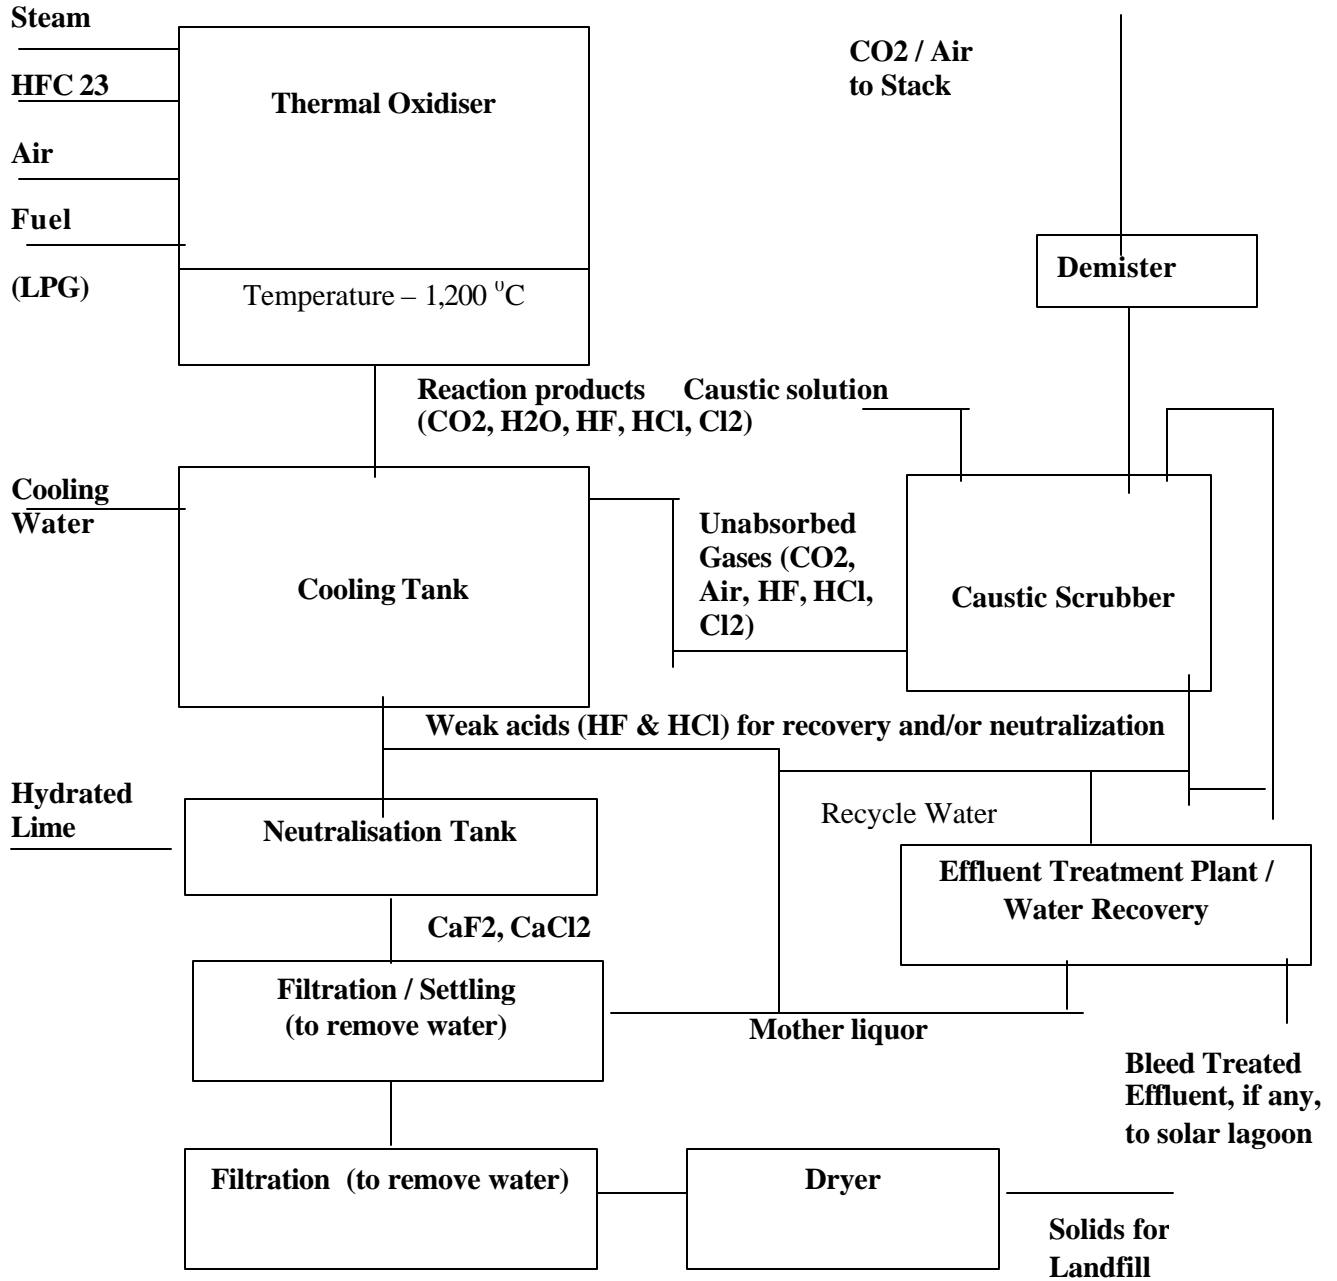 Steam
HFC 23
Air
Fuel
(LPG)
Thermal Oxidiser
Temperature – 1,200 ⁰C
CO2 / Air
to Stack
Demister
Reaction products
(CO2, H2O, HF, HCl, Cl2)
Caustic solution
Cooling
Water
Cooling Tank
Unabsorbed
Gases (CO2,
Air, HF, HCl,
Cl2)
Caustic Scrubber
Weak acids (HF & HCl) for recovery and/or neutralization
Hydrated
Lime
Neutralisation Tank
Recycle Water
Effluent Treatment Plant /
Water Recovery
CaF2, CaCl2
Filtration / Settling
(to remove water)
Mother liquor
Bleed Treated
Effluent, if any,
to solar lagoon
Filtration (to remove water)
Dryer
Solids for
Landfill